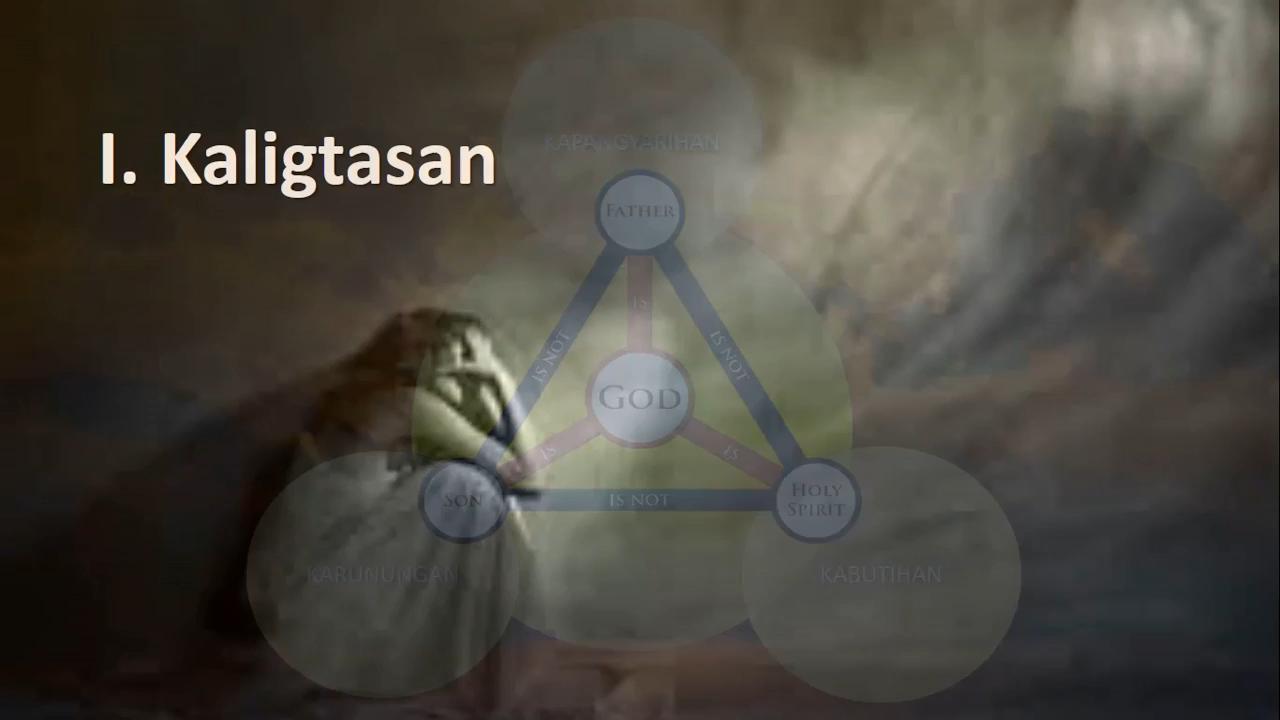 I. Kaligtasan
KAPANGYARIHAN
FATHER
IS
IS NOT
IS NOT
GOD
IS
IS
SON
IS NOT
HOLY
SPIRIT
KARUNUNGAN
KABUTIHAN